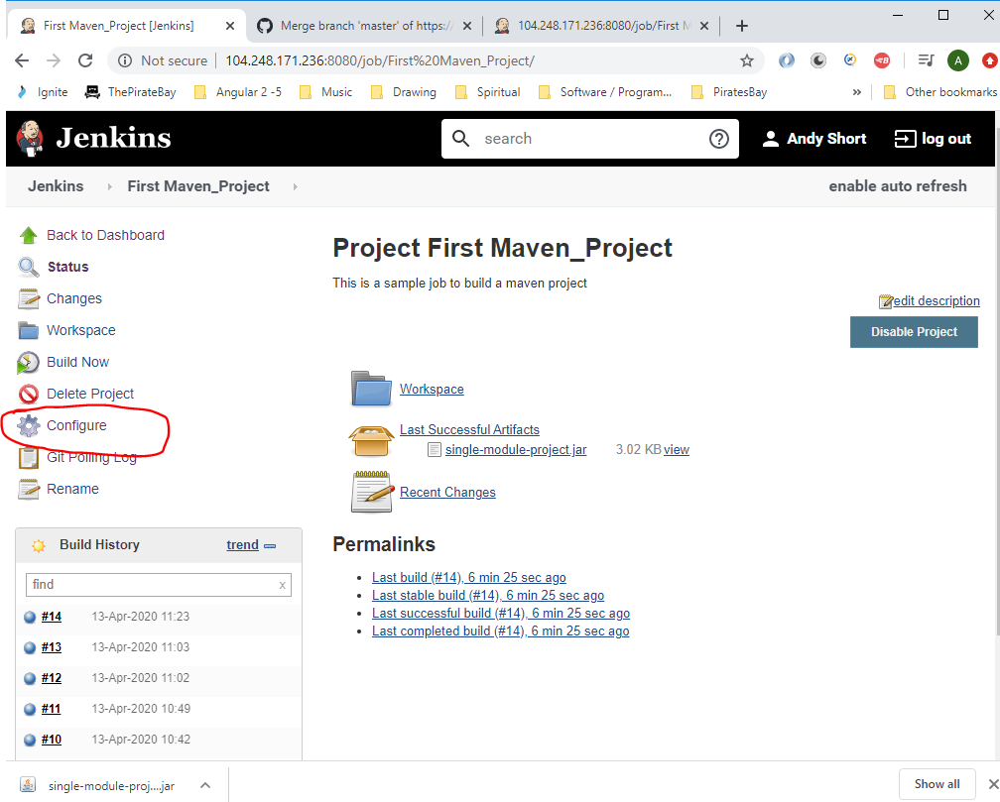 First Maven_Project [Jenkins]
Merge branch 'master' of https:/
104.248.171.236:8080/job/First M
Not secure
104.248.171.236:8080/job/First%20Maven_Project/
A
Ignite
ThePirateBay
Angular 2 -5
Music
Drawing
Spiritual
Software / Program...
PiratesBay
»
Other bookmarks
Jenkins
search
Andy Short
log out
Jenkins
First Maven_Project
enable auto refresh
Back to Dashboard
Status
Changes
Workspace
Build Now
Delete Project
Configure
Git Polling Log
Rename
Project First Maven_Project
This is a sample job to build a maven project
edit description
Disable Project
Workspace
Last Successful Artifacts
single-module-project.jar 3.02 KB view
Recent Changes
Permalinks
Last build (#14), 6 min 25 sec ago
Last stable build (#14), 6 min 25 sec ago
Last successful build (#14), 6 min 25 sec ago
Last completed build (#14), 6 min 25 sec ago
Build History
trend
find x
#14 13-Apr-2020 11:23
#13 13-Apr-2020 11:03
#12 13-Apr-2020 11:02
#11 13-Apr-2020 10:49
#10 13-Apr-2020 10:42
single-module-proj....jar
Show all